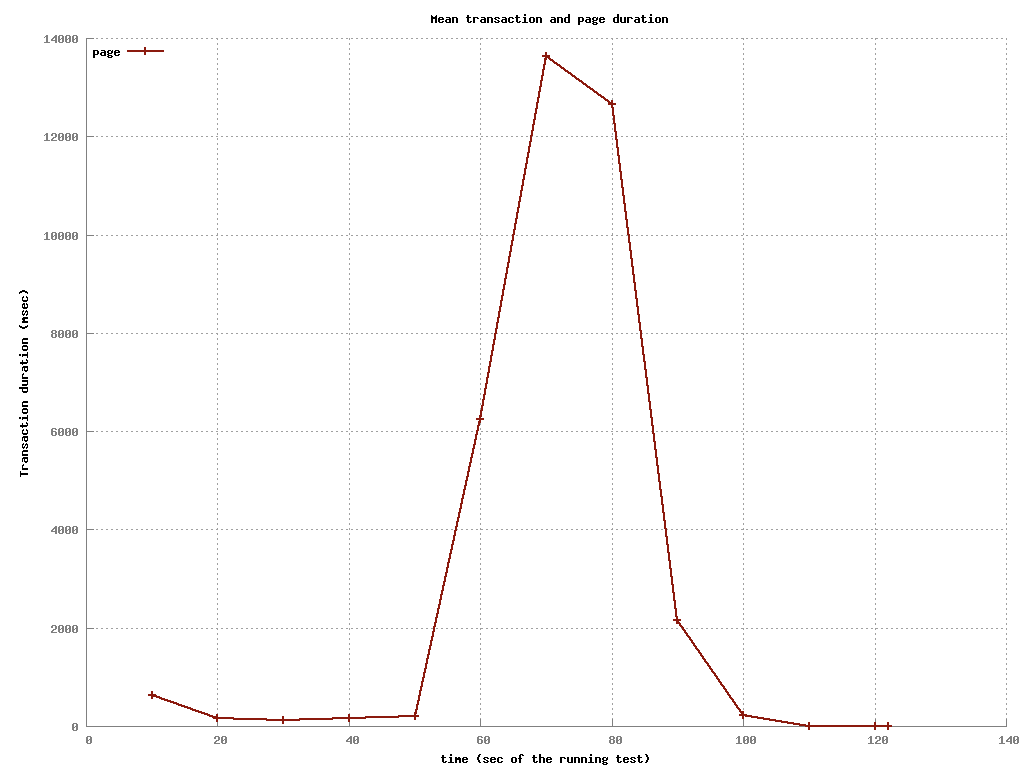 Mean transaction and page duration
14000
page
12000
10000
8000
6000
4000
2000
0
Transaction duration (msec)
0 20 40 60 80 100 120 140
time (sec of the running test)